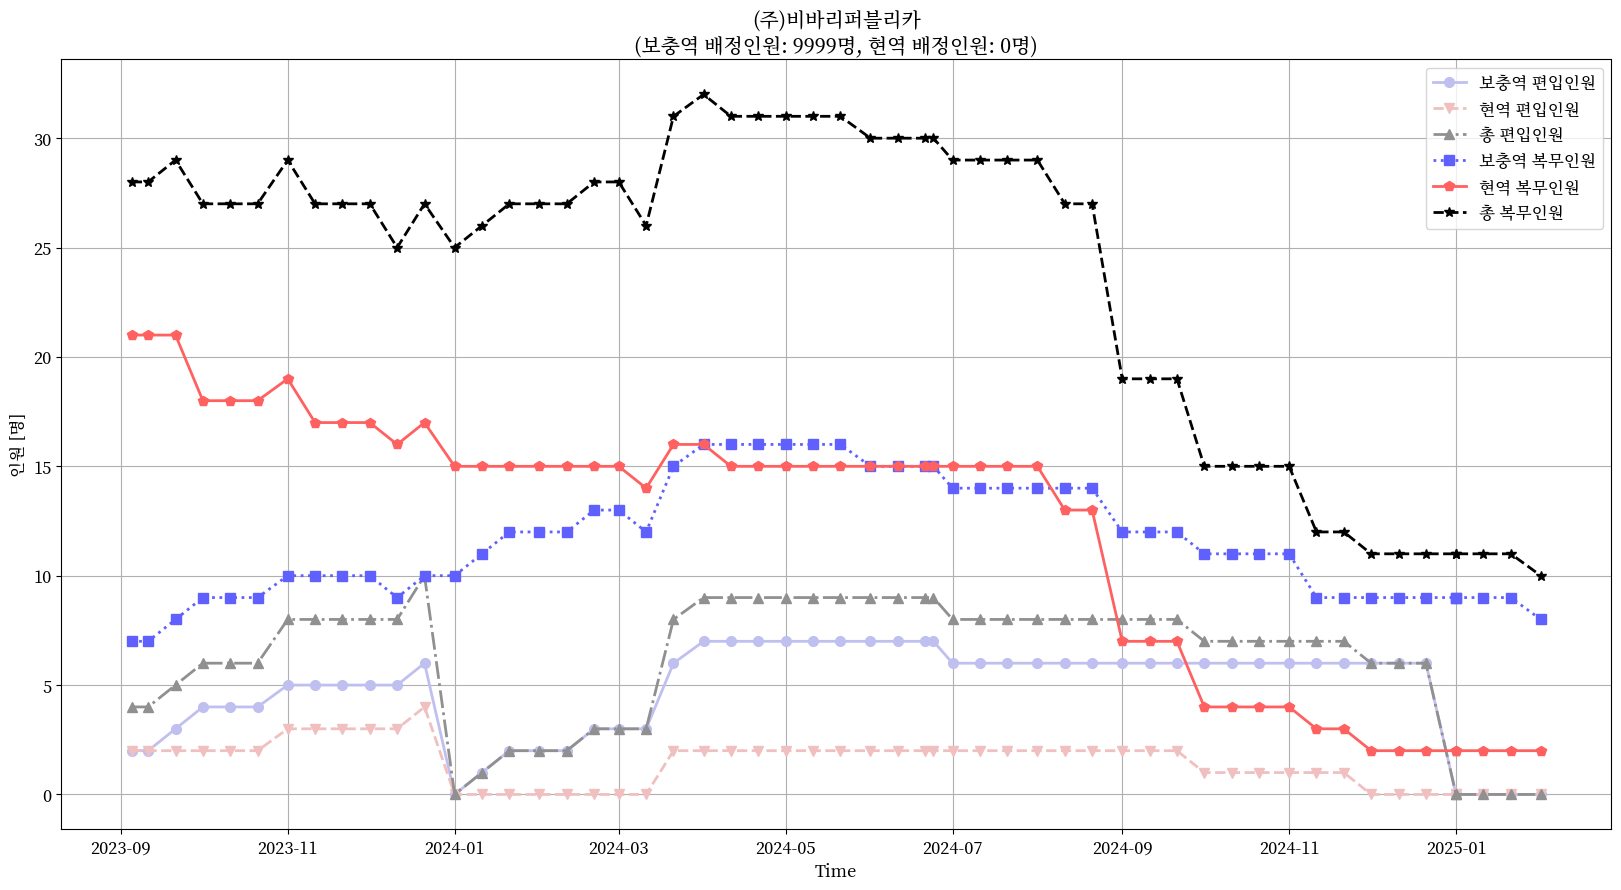 (주)비바리퍼블리카
(보충역 배정인원: 9999명, 현역 배정인원: 0명)
보충역 편입인원
현역 편입인원
총 편입인원
보충역 복무인원
현역 복무인원
총 복무인원
인원 [명]
30
25
20
15
10
5
0
2023-09
2023-11
2024-01
2024-03
2024-05
2024-07
2024-09
2024-11
2025-01
Time